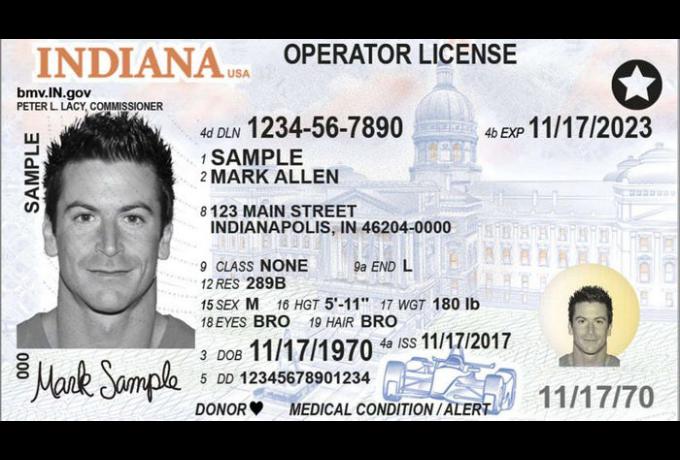 INDIANA USA
OPERATOR LICENSE
bmv.IN.gov
PETER L. LACY, COMMISSIONER
SAMPLE
4d DLN 1234-56-7890
4b EXP 11/17/2023
1 SAMPLE
2 MARK ALLEN
8 123 MAIN STREET
INDIANAPOLIS, IN 46204-0000
9 CLASS NONE 9a END L
12 RES 289B
15 SEX M 16 HGT 5'-11" 17 WGT 180 lb
18 EYES BRO 19 HAIR BRO
3 DOB 11/17/1970 4a ISS 11/17/2017
5 DD 12345678901234
000
Mark Sample
DONOR♥ MEDICAL CONDITION / ALERT
11/17/70